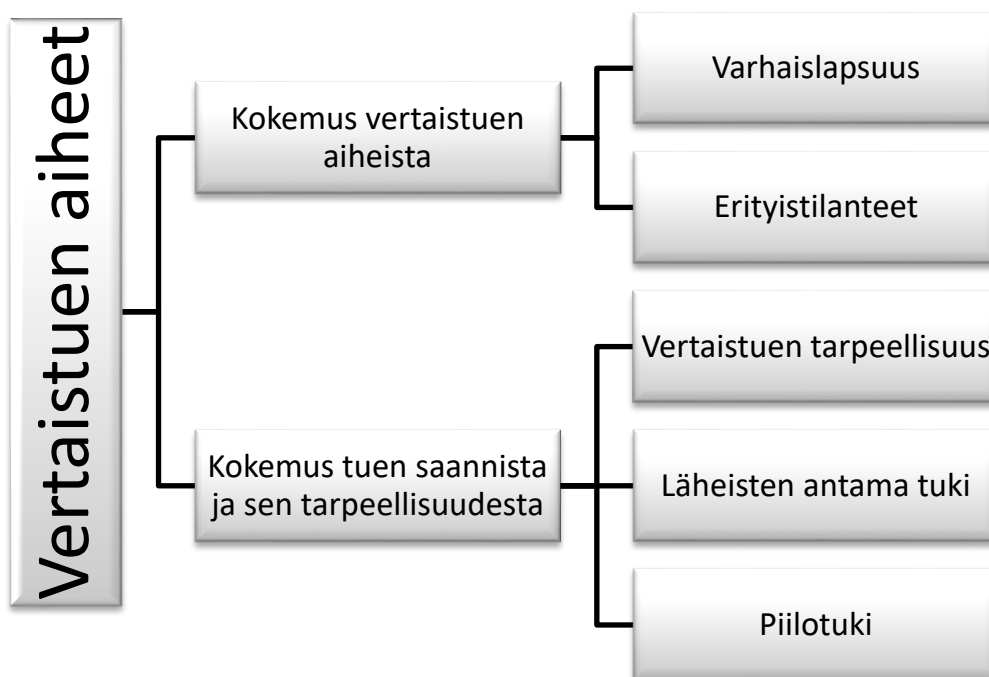 Vertaistuen aiheet
Kokemus vertaistuen
aiheista
Varhaislapsuus
Erityistilanteet
Kokemus tuen saannista
ja sen tarpeellisuudesta
Vertaistuen tarpeellisuus
Läheisten antama tuki
Piilotuki